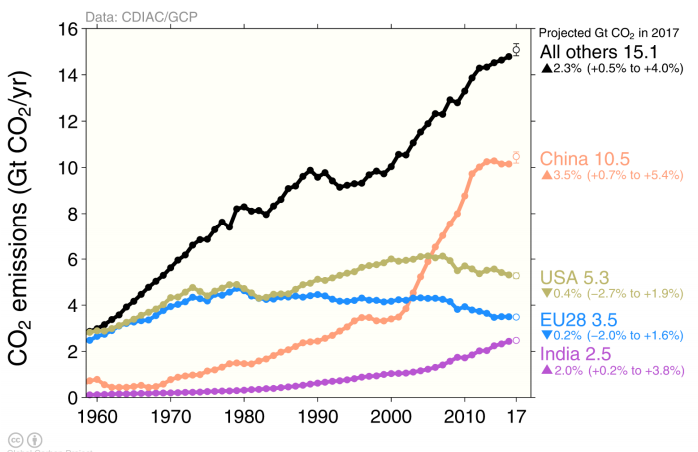 Data: CDIAC/GCP
Projected Gt CO₂ in 2017
CO₂ emissions (Gt CO₂/yr)
16
14
12
10
8
6
4
2
0
1960 1970 1980 1990 2000 2010 17
All others 15.1
▲2.3% (+0.5% to +4.0%)
China 10.5
▲3.5% (+0.7% to +5.4%)
USA 5.3
▼0.4% (−2.7% to +1.9%)
EU28 3.5
▼0.2% (−2.0% to +1.6%)
India 2.5
▲2.0% (+0.2% to +3.8%)
cc